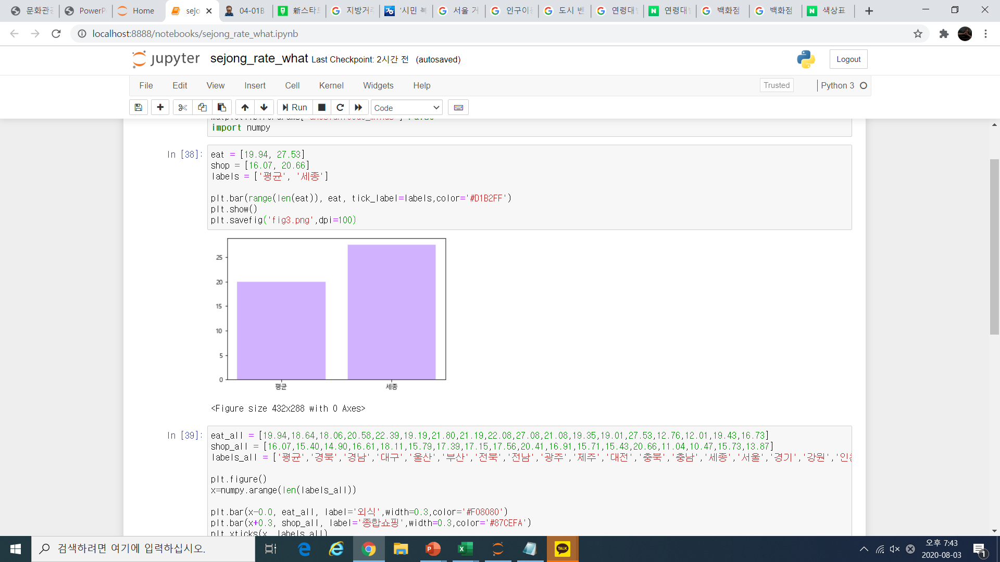 문화관광
PowerP
Home
sejo
04-01B
新스타트
지방거주
'시민 복
서울 거
인구이동
도시 벤
연령대별
연령대별
백화점
백화점
색상표
localhost:8888/notebooks/sejong_rate_what.ipynb
jupyter sejong_rate_what Last Checkpoint: 2시간 전 (autosaved)
Logout
File Edit View Insert Cell Kernel Widgets Help
Trusted Python 3
Run Code
import numpy
In [38]:
eat = [19.94, 27.53]
shop = [16.07, 20.66]
labels = ['평균', '세종']
plt.bar(range(len(eat)), eat, tick_label=labels,color='#D1B2FF')
plt.show()
plt.savefig('fig3.png',dpi=100)
25
20
15
10
5
0
평균 세종
<Figure size 432x288 with 0 Axes>
In [39]:
eat_all = [19.94,18.64,18.06,20.58,22.39,19.19,21.80,21.19,22.08,27.08,21.08,19.35,19.01,27.53,12.76,12.01,19.43,16.73]
shop_all = [16.07,15.40,14.90,16.61,18.11,15.79,17.39,17.15,17.56,20.41,16.91,15.71,15.43,20.66,11.04,10.47,15.73,13.87]
labels_all = ['평균','경북','경남','대구','울산','부산','전북','전남','광주','제주','대전','충북','충남','세종','서울','경기','강원','인천
plt.figure()
x=numpy.arange(len(labels_all))
plt.bar(x-0.0, eat_all, label='외식',width=0.3,color='#F08080')
plt.bar(x+0.3, shop_all, label='종합쇼핑',width=0.3,color='#87CEFA')
plt.xticks(x, labels_all)
검색하려면 여기에 입력하십시오.
TALK
오후 7:43
2020-08-03
1